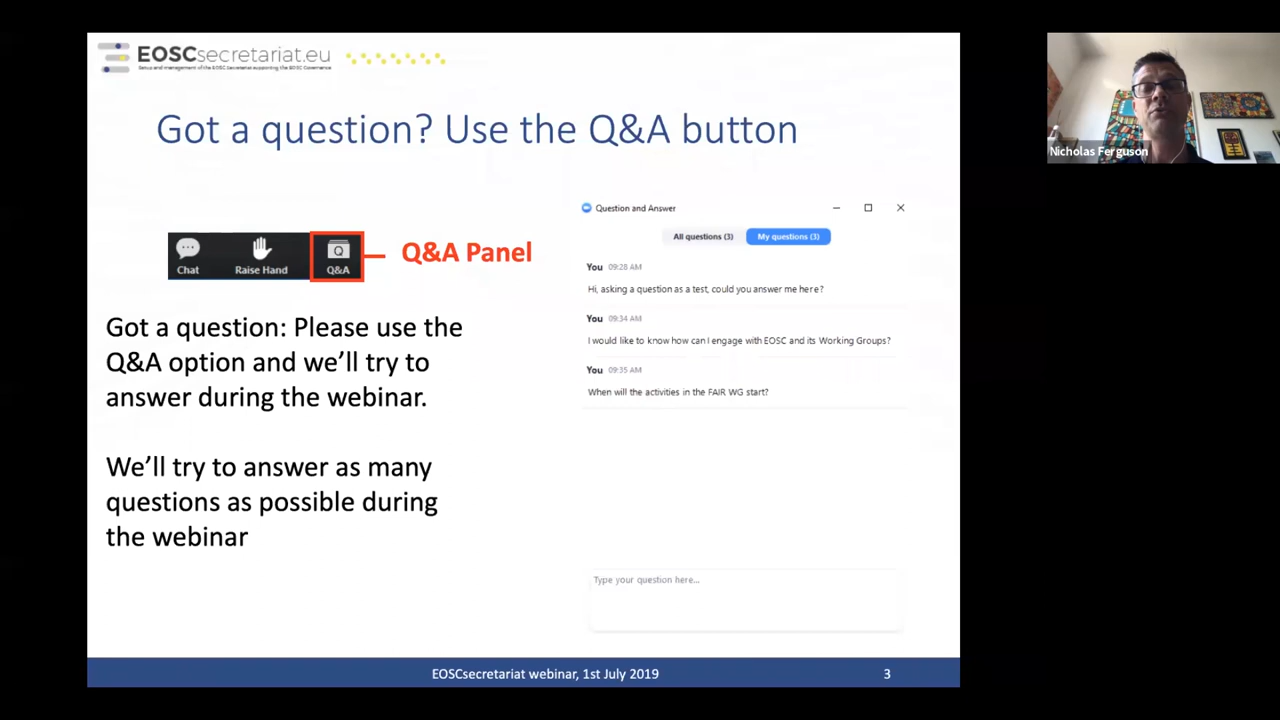 EOSCsecretariat.eu
Got a question? Use the Q&A button
Chat
Raise Hand
Q&A
Q&A Panel
Got a question: Please use the
Q&A option and we’ll try to
answer during the webinar.
We’ll try to answer as many
questions as possible during
the webinar
Question and Answer
All questions (3)
My questions (3)
You 09:28 AM
Hi, asking a question as a test, could you answer me here?
You 09:34 AM
I would like to know how can I engage with EOSC and its Working Groups?
You 09:35 AM
When will the activities in the FAIR WG start?
Type your question here...
EOSCsecretariat webinar, 1st July 2019
3
Nicholas Ferguson